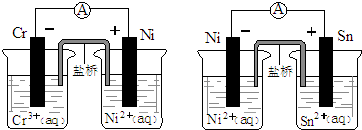 A A
Cr − + Ni Ni − + Sn
盐桥 盐桥
Cr³⁺(aq) Ni²⁺(aq) Ni²⁺(aq) Sn²⁺(aq)